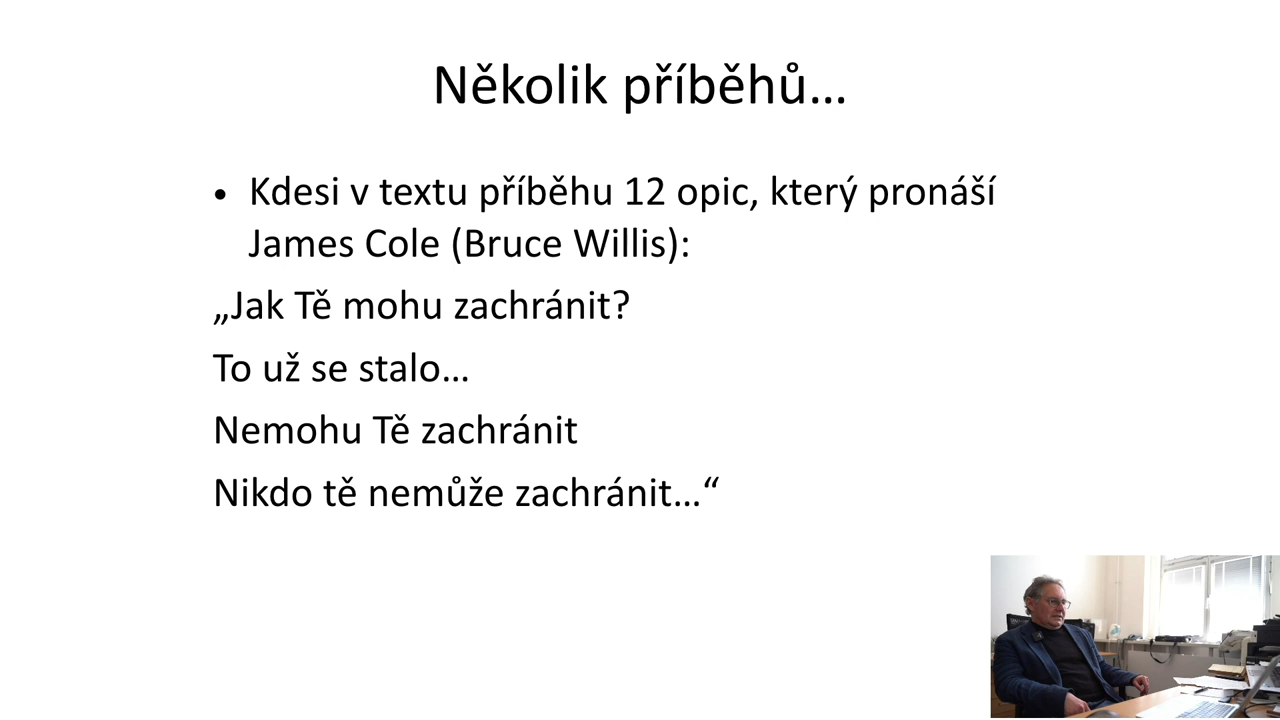 Několik příběhů…
• Kdesi v textu příběhu 12 opic, který pronáší
James Cole (Bruce Willis):
„Jak Tě mohu zachránit?
To už se stalo…
Nemohu Tě zachránit
Nikdo tě nemůže zachránit…“